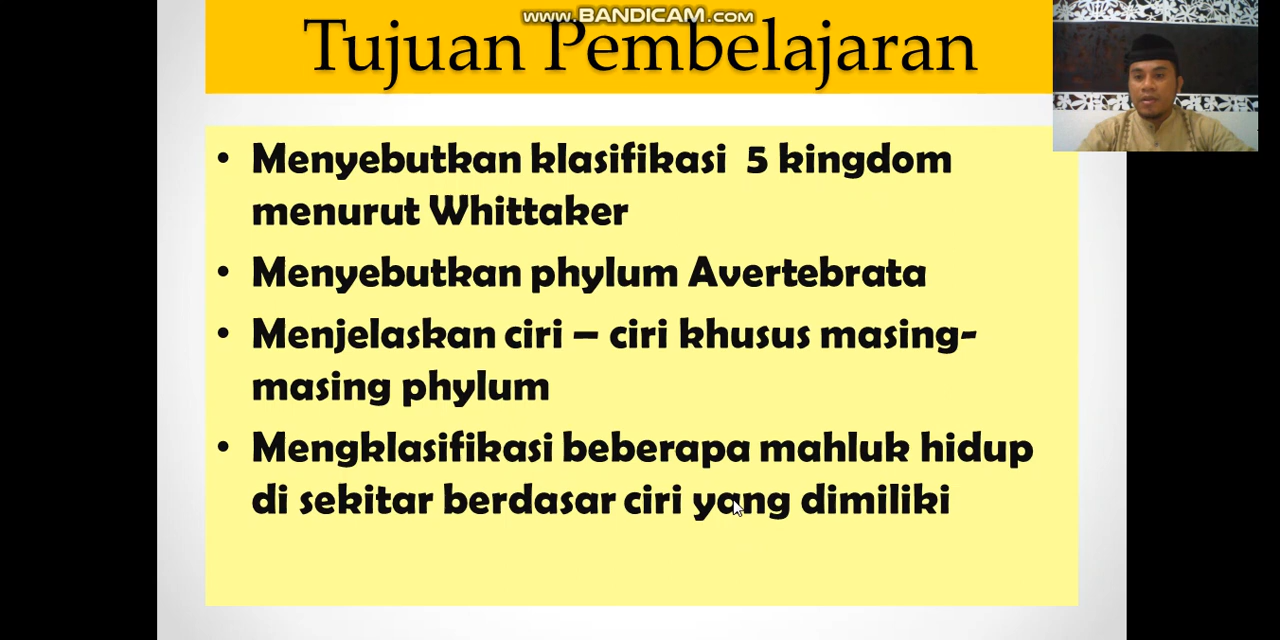 www.BANDICAM.com
Tujuan Pembelajaran
• Menyebutkan klasifikasi 5 kingdom
menurut Whittaker
• Menyebutkan phylum Avertebrata
• Menjelaskan ciri – ciri khusus masing-
masing phylum
• Mengklasifikasi beberapa mahluk hidup
di sekitar berdasar ciri yang dimiliki